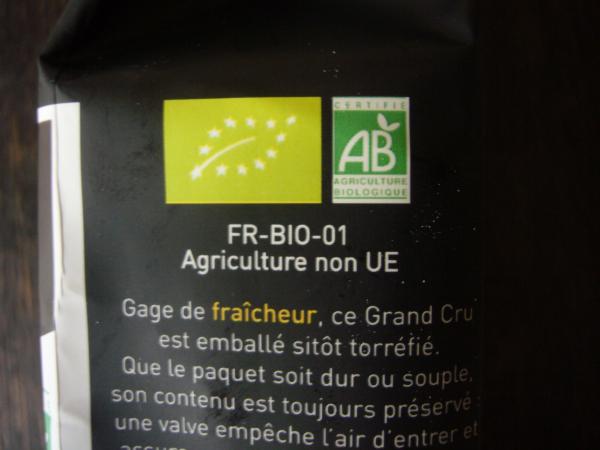 CERTIFIÉ
AB
AGRICULTURE
BIOLOGIQUE
FR-BIO-01
Agriculture non UE
Gage de fraîcheur, ce Grand Cru
est emballé sitôt torréfié.
Que le paquet soit dur ou souple,
son contenu est toujours préservé :
une valve empêche l'air d'entrer et